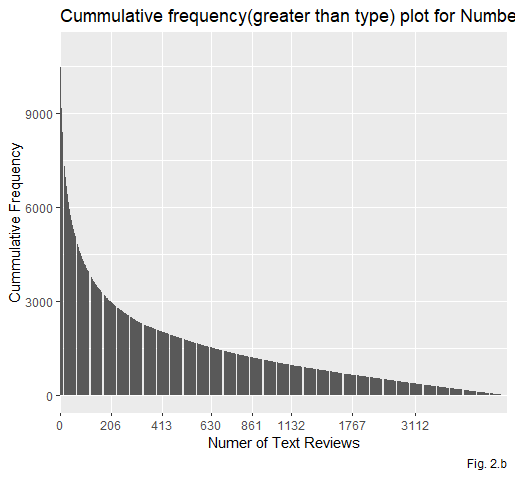 Cummulative frequency(greater than type) plot for Numbe
9000
6000
3000
0
Cummulative Frequency
0 206 413 630 861 1132 1767 3112
Numer of Text Reviews
Fig. 2.b